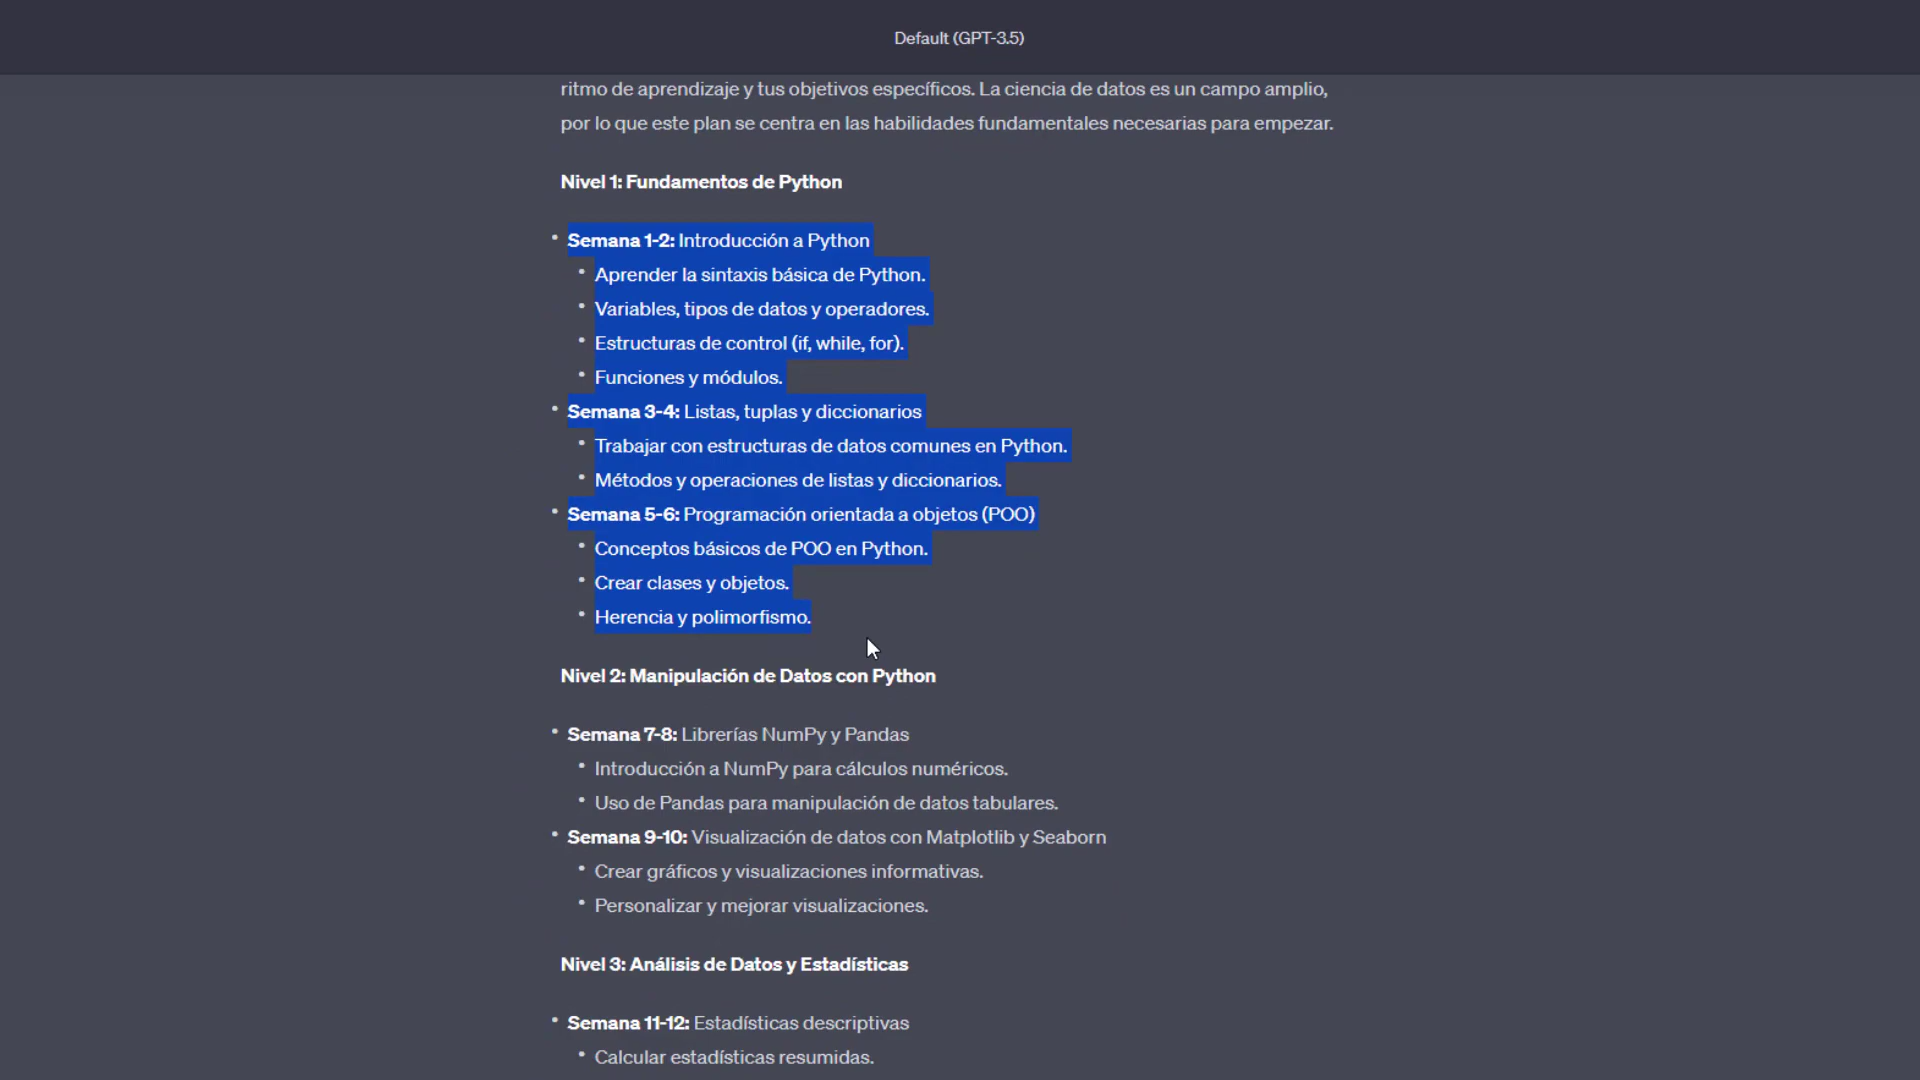 Default (GPT-3.5)
ritmo de aprendizaje y tus objetivos específicos. La ciencia de datos es un campo amplio,
por lo que este plan se centra en las habilidades fundamentales necesarias para empezar.
Nivel 1: Fundamentos de Python
Semana 1-2: Introducción a Python
Aprender la sintaxis básica de Python.
Variables, tipos de datos y operadores.
Estructuras de control (if, while, for).
Funciones y módulos.
Semana 3-4: Listas, tuplas y diccionarios
Trabajar con estructuras de datos comunes en Python.
Métodos y operaciones de listas y diccionarios.
Semana 5-6: Programación orientada a objetos (POO)
Conceptos básicos de POO en Python.
Crear clases y objetos.
Herencia y polimorfismo.
Nivel 2: Manipulación de Datos con Python
Semana 7-8: Librerías NumPy y Pandas
Introducción a NumPy para cálculos numéricos.
Uso de Pandas para manipulación de datos tabulares.
Semana 9-10: Visualización de datos con Matplotlib y Seaborn
Crear gráficos y visualizaciones informativas.
Personalizar y mejorar visualizaciones.
Nivel 3: Análisis de Datos y Estadísticas
Semana 11-12: Estadísticas descriptivas
Calcular estadísticas resumidas.